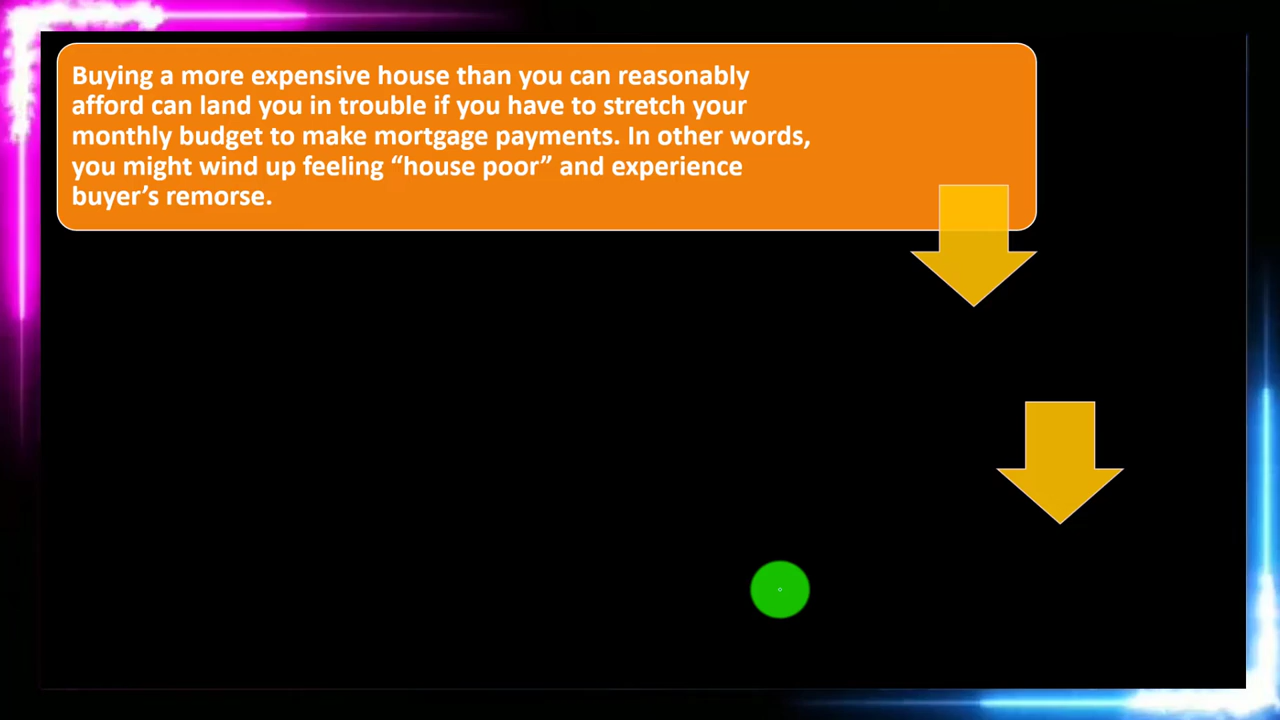 Buying a more expensive house than you can reasonably
afford can land you in trouble if you have to stretch your
monthly budget to make mortgage payments. In other words,
you might wind up feeling “house poor” and experience
buyer’s remorse.